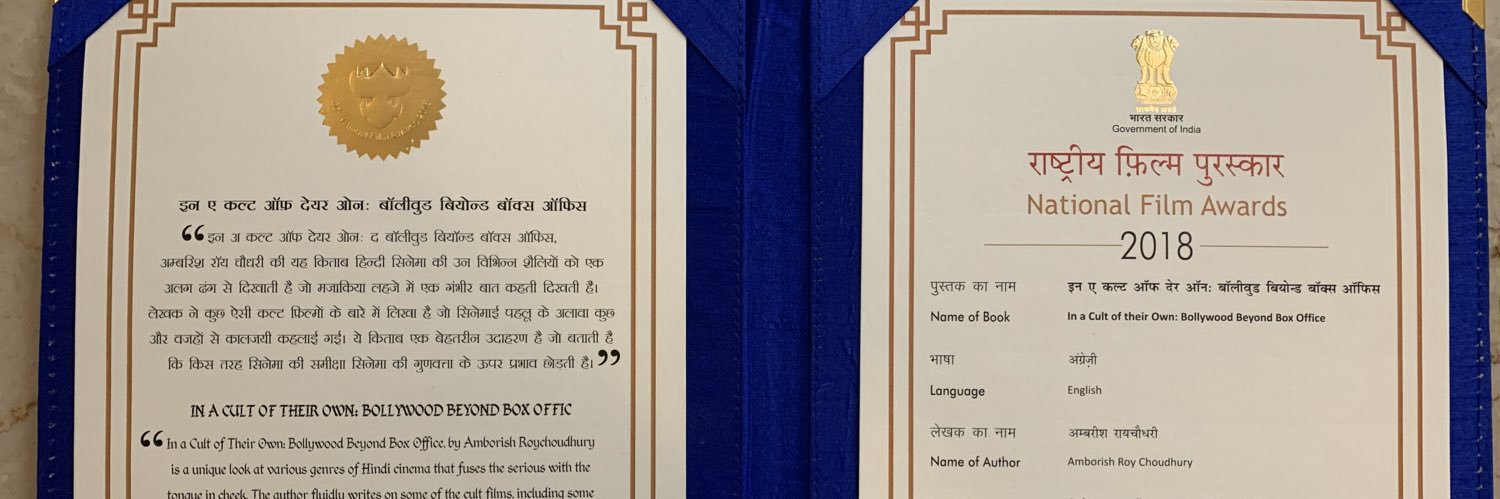 National Film Awards 2018
इन ए कल्ट ऑफ़ देयर ओन: बॉलीवुड बियोन्ड बॉक्स ऑफिस
“इन अ कल्ट ऑफ देयर ओन: द बॉलीवुड बियॉन्ड बॉक्स ऑफिस,
अम्बरिश रॉय चौधरी की यह किताब हिन्दी सिनेमा की उन विभिन्न शैलियों को एक
अलग ढंग से दिखाती है जो मजाकिया लहजे में एक गंभीर बात कहती दिखती है।
लेखक ने कुछ ऐसी कल्ट फ़िल्मों के बारे में लिखा है जो सिनेमाई पहलू के अलावा कुछ
और वजहों से कालजयी कहलाई गई। ये किताब एक बेहतरीन उदाहरण है जो बताती है
कि किस तरह सिनेमा की समीक्षा सिनेमा की गुणवत्ता के ऊपर प्रभाव छोड़ती है।”
IN A CULT OF THEIR OWN: BOLLYWOOD BEYOND BOX OFFIC
“In a Cult of Their Own: Bollywood Beyond Box Office, by Amborish Roychoudhury
is a unique look at various genres of Hindi cinema that fuses the serious with the
tongue in cheek. The author fluidly writes on some of the cult films, including some
भारत सरकार
Government of India
राष्ट्रीय फ़िल्म पुरस्कार
National Film Awards
2018
पुस्तक का नाम इन ए कल्ट ऑफ देर ऑन: बॉलीवुड बियोन्ड बॉक्स ऑफिस
Name of Book In a Cult of their Own: Bollywood Beyond Box Office
भाषा अंग्रेज़ी
Language English
लेखक का नाम अम्बरीश रायचौधरी
Name of Author Amborish Roy Choudhury